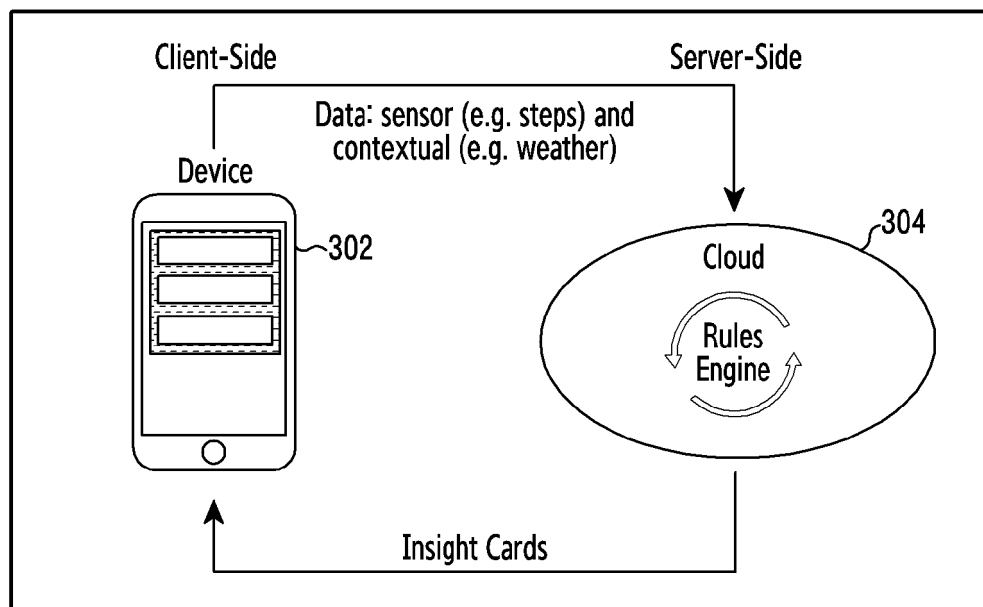 Client-Side
Server-Side
Data: sensor (e.g. steps) and
contextual (e.g. weather)
Device
302
304
Cloud
Rules
Engine
Insight Cards